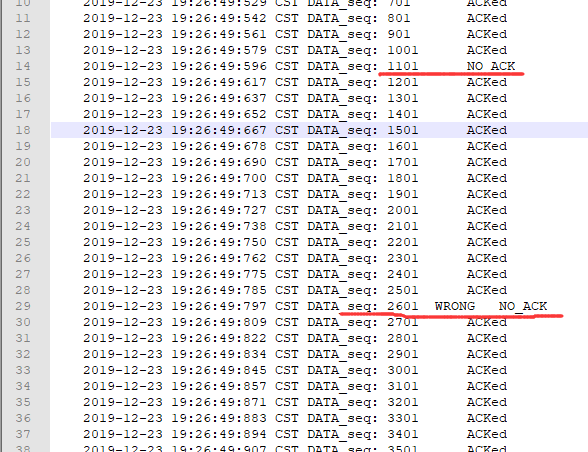 10 2019-12-23 19:26:49:529 CST DATA_seq: 701 ACKed
11 2019-12-23 19:26:49:542 CST DATA_seq: 801 ACKed
12 2019-12-23 19:26:49:561 CST DATA_seq: 901 ACKed
13 2019-12-23 19:26:49:579 CST DATA_seq: 1001 ACKed
14 2019-12-23 19:26:49:596 CST DATA_seq: 1101 NO_ACK
15 2019-12-23 19:26:49:617 CST DATA_seq: 1201 ACKed
16 2019-12-23 19:26:49:637 CST DATA_seq: 1301 ACKed
17 2019-12-23 19:26:49:652 CST DATA_seq: 1401 ACKed
18 2019-12-23 19:26:49:667 CST DATA_seq: 1501 ACKed
19 2019-12-23 19:26:49:678 CST DATA_seq: 1601 ACKed
20 2019-12-23 19:26:49:690 CST DATA_seq: 1701 ACKed
21 2019-12-23 19:26:49:700 CST DATA_seq: 1801 ACKed
22 2019-12-23 19:26:49:713 CST DATA_seq: 1901 ACKed
23 2019-12-23 19:26:49:727 CST DATA_seq: 2001 ACKed
24 2019-12-23 19:26:49:738 CST DATA_seq: 2101 ACKed
25 2019-12-23 19:26:49:750 CST DATA_seq: 2201 ACKed
26 2019-12-23 19:26:49:762 CST DATA_seq: 2301 ACKed
27 2019-12-23 19:26:49:775 CST DATA_seq: 2401 ACKed
28 2019-12-23 19:26:49:785 CST DATA_seq: 2501 ACKed
29 2019-12-23 19:26:49:797 CST DATA_seq: 2601 WRONG NO_ACK
30 2019-12-23 19:26:49:809 CST DATA_seq: 2701 ACKed
31 2019-12-23 19:26:49:822 CST DATA_seq: 2801 ACKed
32 2019-12-23 19:26:49:834 CST DATA_seq: 2901 ACKed
33 2019-12-23 19:26:49:845 CST DATA_seq: 3001 ACKed
34 2019-12-23 19:26:49:857 CST DATA_seq: 3101 ACKed
35 2019-12-23 19:26:49:871 CST DATA_seq: 3201 ACKed
36 2019-12-23 19:26:49:883 CST DATA_seq: 3301 ACKed
37 2019-12-23 19:26:49:894 CST DATA_seq: 3401 ACKed
38 2019-12-23 19:26:49:907 CST DATA_seq: 3501 ACKed